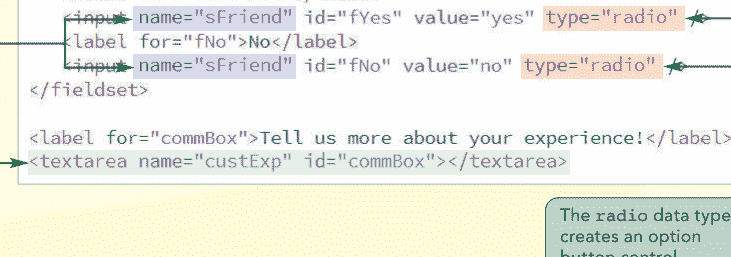 <input name="sFriend" id="fYes" value="yes" type="radio" />
<label for="fNo">No</label>
<input name="sFriend" id="fNo" value="no" type="radio" />
</fieldset>
<label for="commBox">Tell us more about your experience!</label>
<textarea name="custExp" id="commBox"></textarea>
The radio data type
creates an option
button control